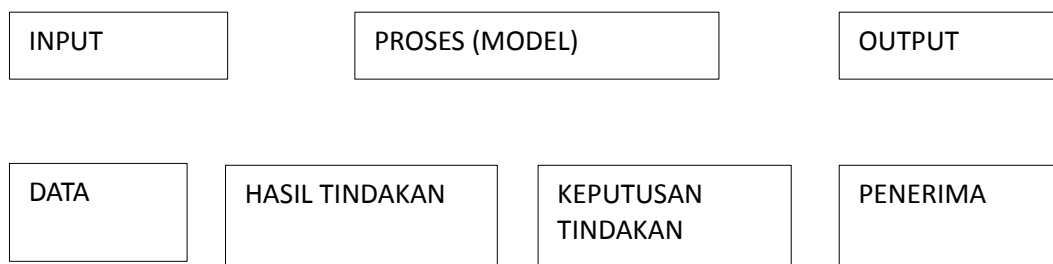 INPUT
PROSES (MODEL)
OUTPUT
DATA
HASIL TINDAKAN
KEPUTUSAN
TINDAKAN
PENERIMA